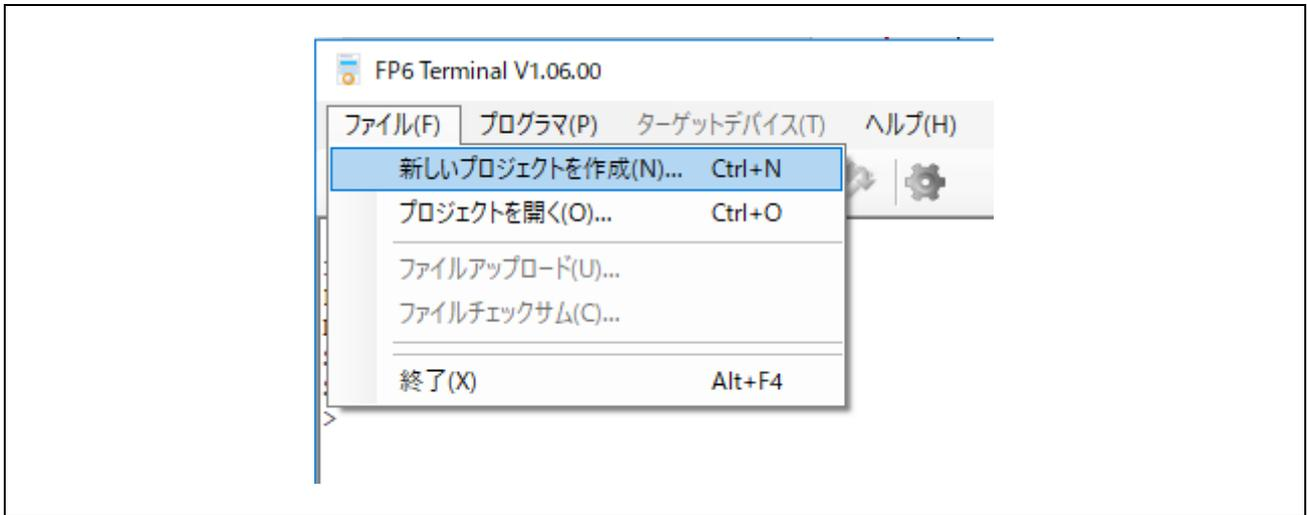 FP6 Terminal V1.06.00
ファイル(F) プログラマ(P) ターゲットデバイス(T) ヘルプ(H)
新しいプロジェクトを作成(N)... Ctrl+N
プロジェクトを開く(O)... Ctrl+O
ファイルアップロード(U)...
ファイルチェックサム(C)...
終了(X) Alt+F4
>